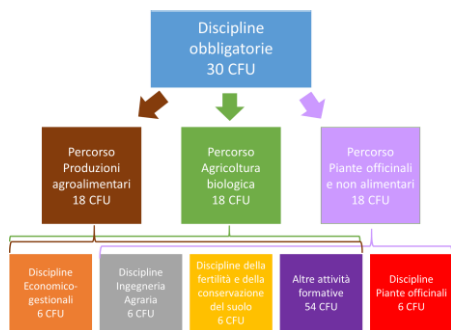 Discipline
obbligatorie
30 CFU
Percorso
Produzioni
agroalimentari
18 CFU
Percorso
Agricoltura
biologica
18 CFU
Percorso
Piante officinali
e non alimentari
18 CFU
Discipline
Economico-
gestionali
6 CFU
Discipline
Ingegneria
Agraria
6 CFU
Discipline della
fertilità e della
conservazione
del suolo
6 CFU
Altre attività
formative
54 CFU
Discipline
Piante officinali
6 CFU